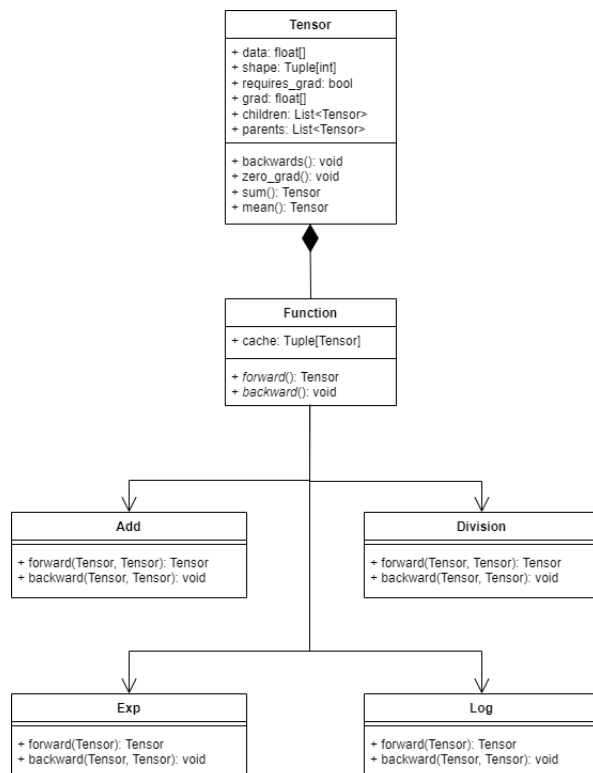 Tensor
+ data: float[]
+ shape: Tuple[int]
+ requires_grad: bool
+ grad: float[]
+ children: List<Tensor>
+ parents: List<Tensor>
+ backwards(): void
+ zero_grad(): void
+ sum(): Tensor
+ mean(): Tensor
Function
+ cache: Tuple[Tensor]
+ forward(): Tensor
+ backward(): void
Add
+ forward(Tensor, Tensor): Tensor
+ backward(Tensor, Tensor): void
Division
+ forward(Tensor, Tensor): Tensor
+ backward(Tensor, Tensor): void
Exp
+ forward(Tensor): Tensor
+ backward(Tensor, Tensor): void
Log
+ forward(Tensor): Tensor
+ backward(Tensor, Tensor): void